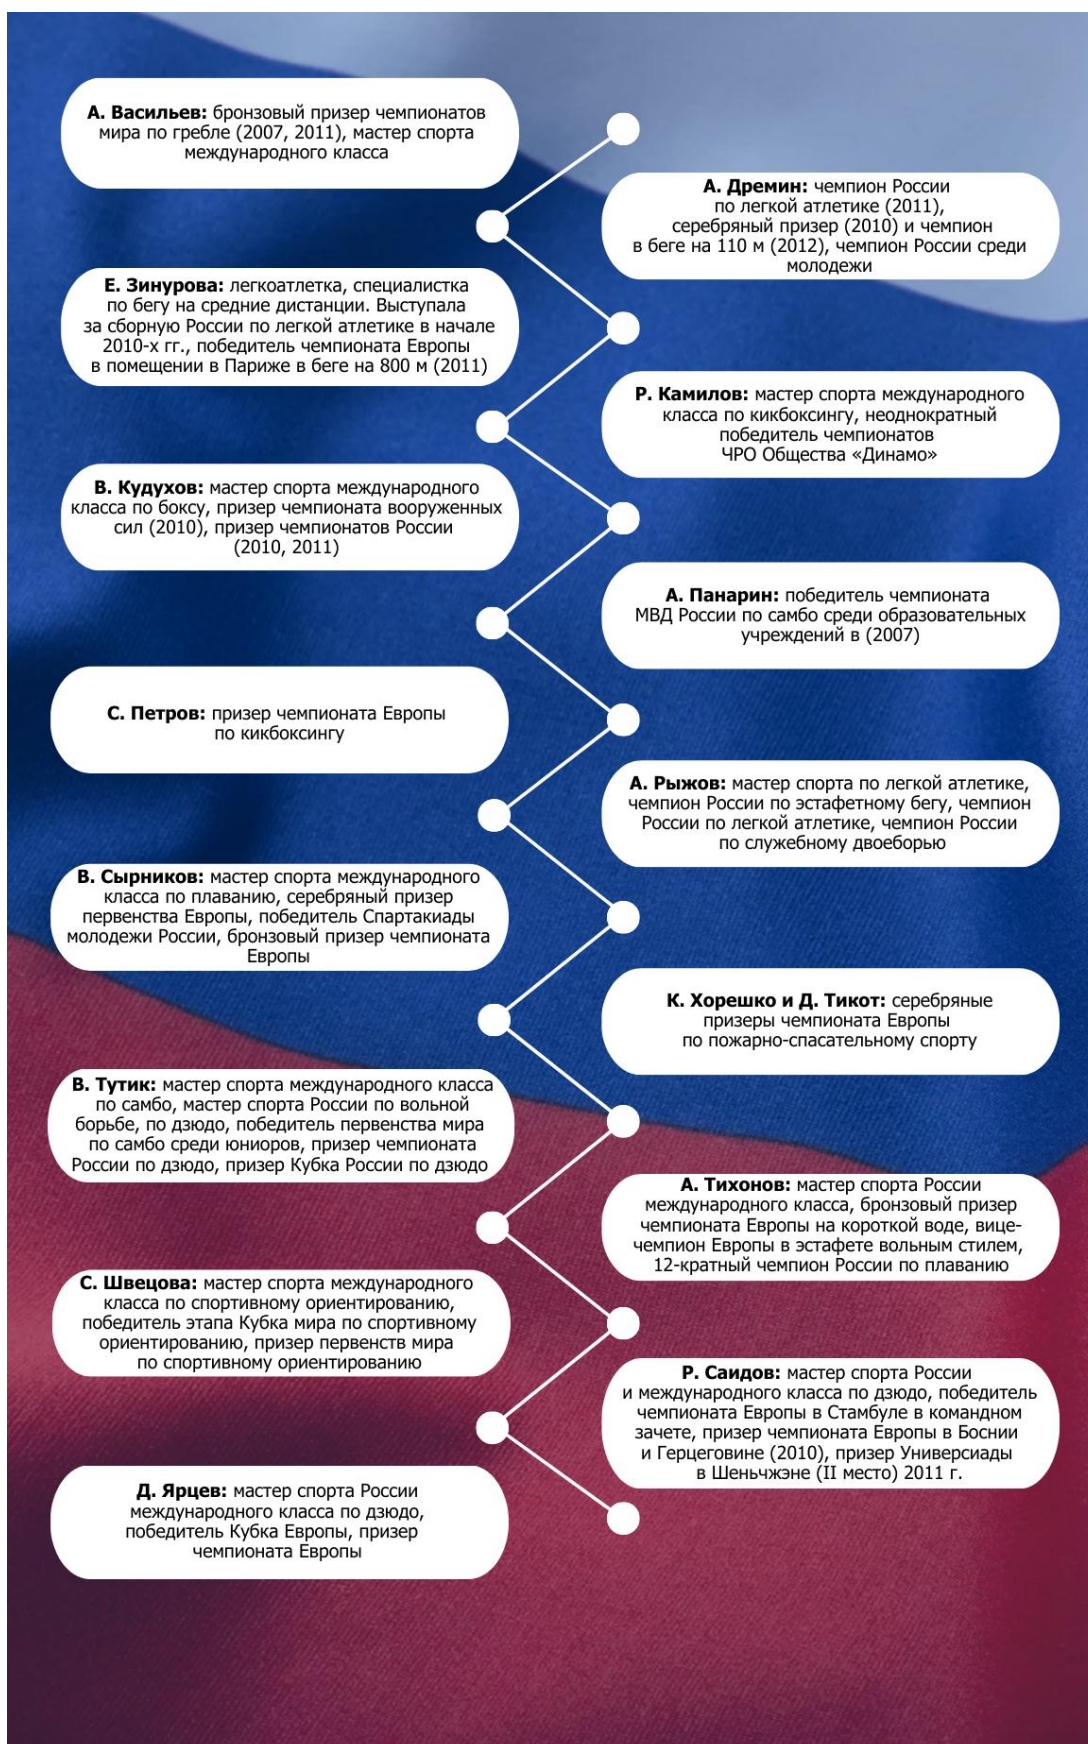 А. Васильев: бронзовый призер чемпионатов
мира по гребле (2007, 2011), мастер спорта
международного класса
А. Дремин: чемпион России
по легкой атлетике (2011),
серебряный призер (2010) и чемпион
в беге на 110 м (2012), чемпион России среди
молодежи
Е. Зинурова: легкоатлетка, специалистка
по бегу на средние дистанции. Выступала
за сборную России по легкой атлетике в начале
2010-х гг., победитель чемпионата Европы
в помещении в Париже в беге на 800 м (2011)
Р. Камилов: мастер спорта международного
класса по кикбоксингу, неоднократный
победитель чемпионатов
ЧРО Общества «Динамо»
В. Кудухов: мастер спорта международного
класса по боксу, призер чемпионата вооруженных
сил (2010), призер чемпионатов России
(2010, 2011)
А. Панарин: победитель чемпионата
МВД России по самбо среди образовательных
учреждений в (2007)
С. Петров: призер чемпионата Европы
по кикбоксингу
А. Рыжов: мастер спорта по легкой атлетике,
чемпион России по эстафетному бегу, чемпион
России по легкой атлетике, чемпион России
по служебному двоеборью
В. Сырников: мастер спорта международного
класса по плаванию, серебряный призер
первенства Европы, победитель Спартакиады
молодежи России, бронзовый призер чемпионата
Европы
К. Хорешко и Д. Тикот: серебряные
призеры чемпионата Европы
по пожарно-спасательному спорту
В. Тутик: мастер спорта международного класса
по самбо, мастер спорта России по вольной
борьбе, по дзюдо, победитель первенства мира
по самбо среди юниоров, призер чемпионата
России по дзюдо, призер Кубка России по дзюдо
А. Тихонов: мастер спорта России
международного класса, бронзовый призер
чемпионата Европы на короткой воде, вице-
чемпион Европы в эстафете вольным стилем,
12-кратный чемпион России по плаванию
С. Швецова: мастер спорта международного
класса по спортивному ориентированию,
победитель этапа Кубка мира по спортивному
ориентированию, призер первенств мира
по спортивному ориентированию
Р. Саидов: мастер спорта России
и международного класса по дзюдо, победитель
чемпионата Европы в Стамбуле в командном
зачете, призер чемпионата Европы в Боснии
и Герцеговине (2010), призер Универсиады
в Шеньчжэне (II место) 2011 г.
Д. Ярцев: мастер спорта России
международного класса по дзюдо,
победитель Кубка Европы, призер
чемпионата Европы